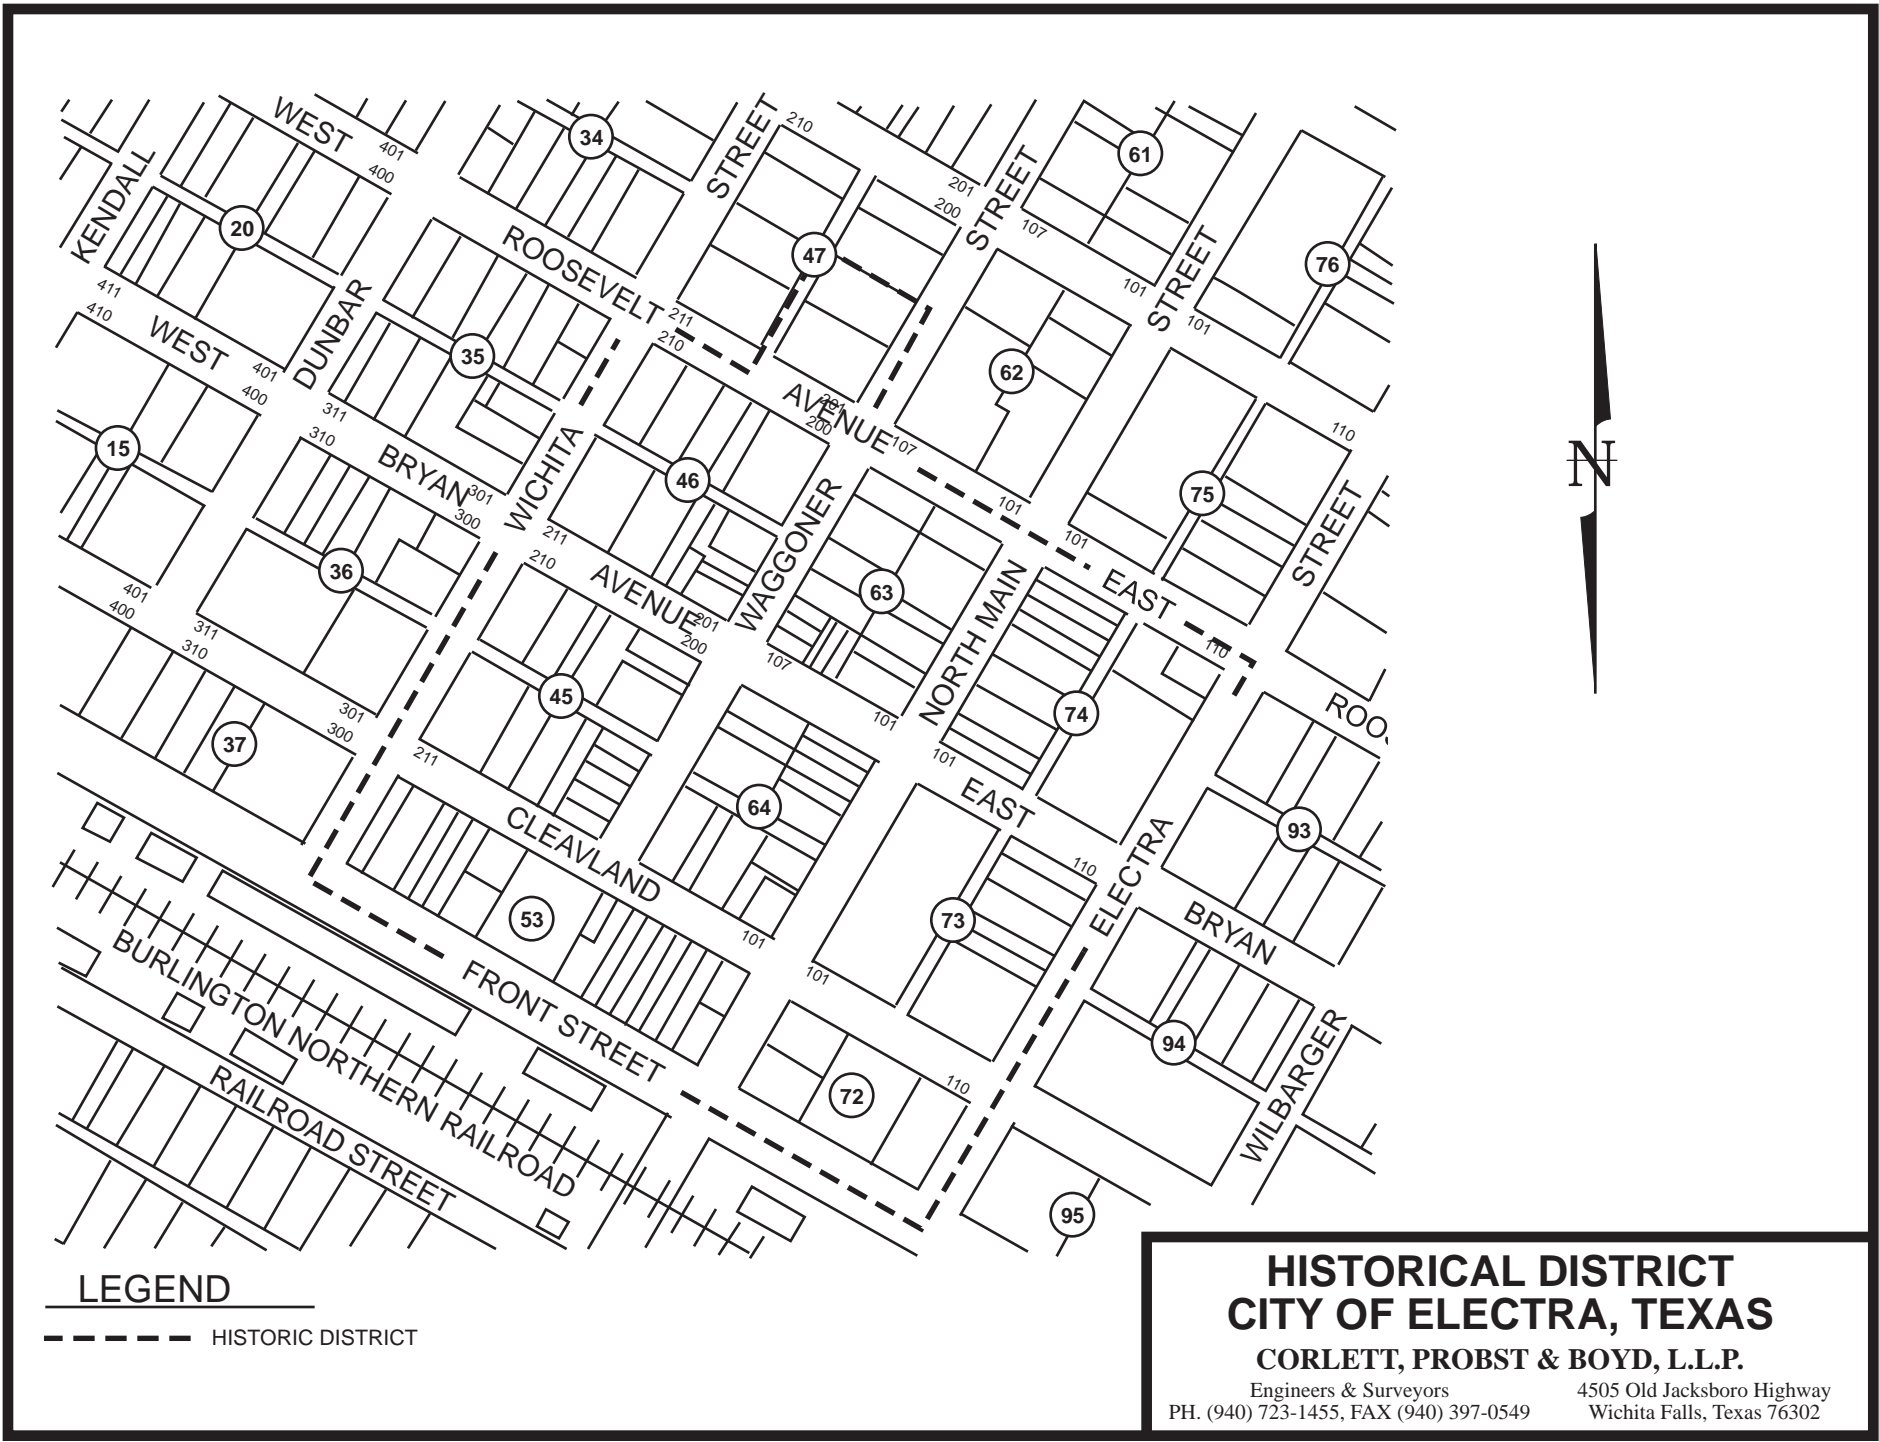 WEST
401
400
34
STREET
210
61
KENDALL
20
201
200
STREET
107
47
76
ROOSEVELT
STREET
101
101
411
410
WEST
DUNBAR
35
211
210
62
401
400
AVENUE
201
200
107
110
311
310
15
BRYAN
301
300
WICHITA
46
WAGGONER
75
STREET
101
101
211
210
36
AVENUE
201
200
63
NORTH MAIN
EAST
401
400
311
310
107
110
45
101
74
ROO
301
300
37
211
101
EAST
CLEAVLAND
64
93
ELECTRA
110
53
73
BRYAN
101
101
BURLINGTON NORTHERN RAILROAD
FRONT STREET
94
WILBARGER
RAILROAD STREET
72
110
95
N
LEGEND
HISTORIC DISTRICT
HISTORICAL DISTRICT
CITY OF ELECTRA, TEXAS
CORLETT, PROBST & BOYD, L.L.P.
Engineers & Surveyors
PH. (940) 723-1455, FAX (940) 397-0549
4505 Old Jacksboro Highway
Wichita Falls, Texas 76302